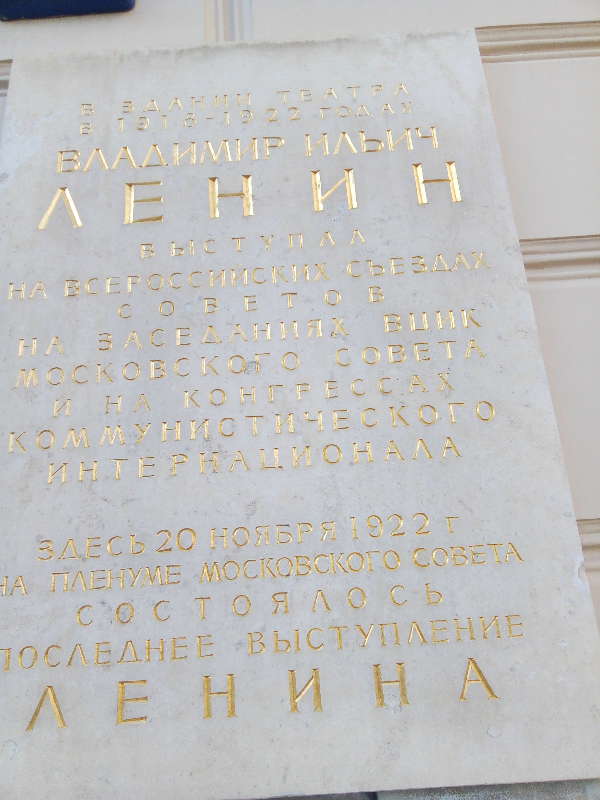 В ЗДАНИИ ТЕАТРА
В 1918-1922 ГОДАХ
ВЛАДИМИР ИЛЬИЧ
ЛЕНИН
ВЫСТУПАЛ
НА ВСЕРОССИЙСКИХ СЪЕЗДАХ
СОВЕТОВ
НА ЗАСЕДАНИЯХ ВЦИК
МОСКОВСКОГО СОВЕТА
И НА КОНГРЕССАХ
КОММУНИСТИЧЕСКОГО
ИНТЕРНАЦИОНАЛА
ЗДЕСЬ 20 НОЯБРЯ 1922 Г
НА ПЛЕНУМЕ МОСКОВСКОГО СОВЕТА
СОСТОЯЛОСЬ
ПОСЛЕДНЕЕ ВЫСТУПЛЕНИЕ
ЛЕНИНА